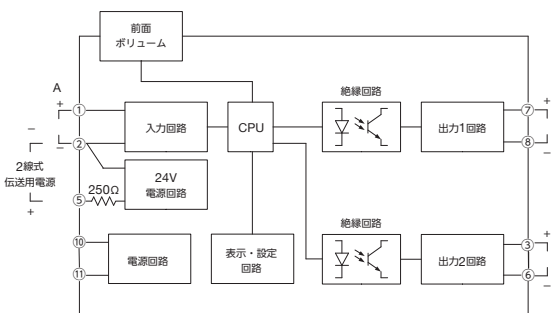 前面
ボリューム
A
+
①
−
②
−
2線式
伝送用電源
+
⑤
250Ω
入力回路
24V
電源回路
CPU
絶縁回路
出力1回路
⑦
+
⑧
−
⑩
⑪
電源回路
表示・設定
回路
絶縁回路
出力2回路
③
+
⑥
−